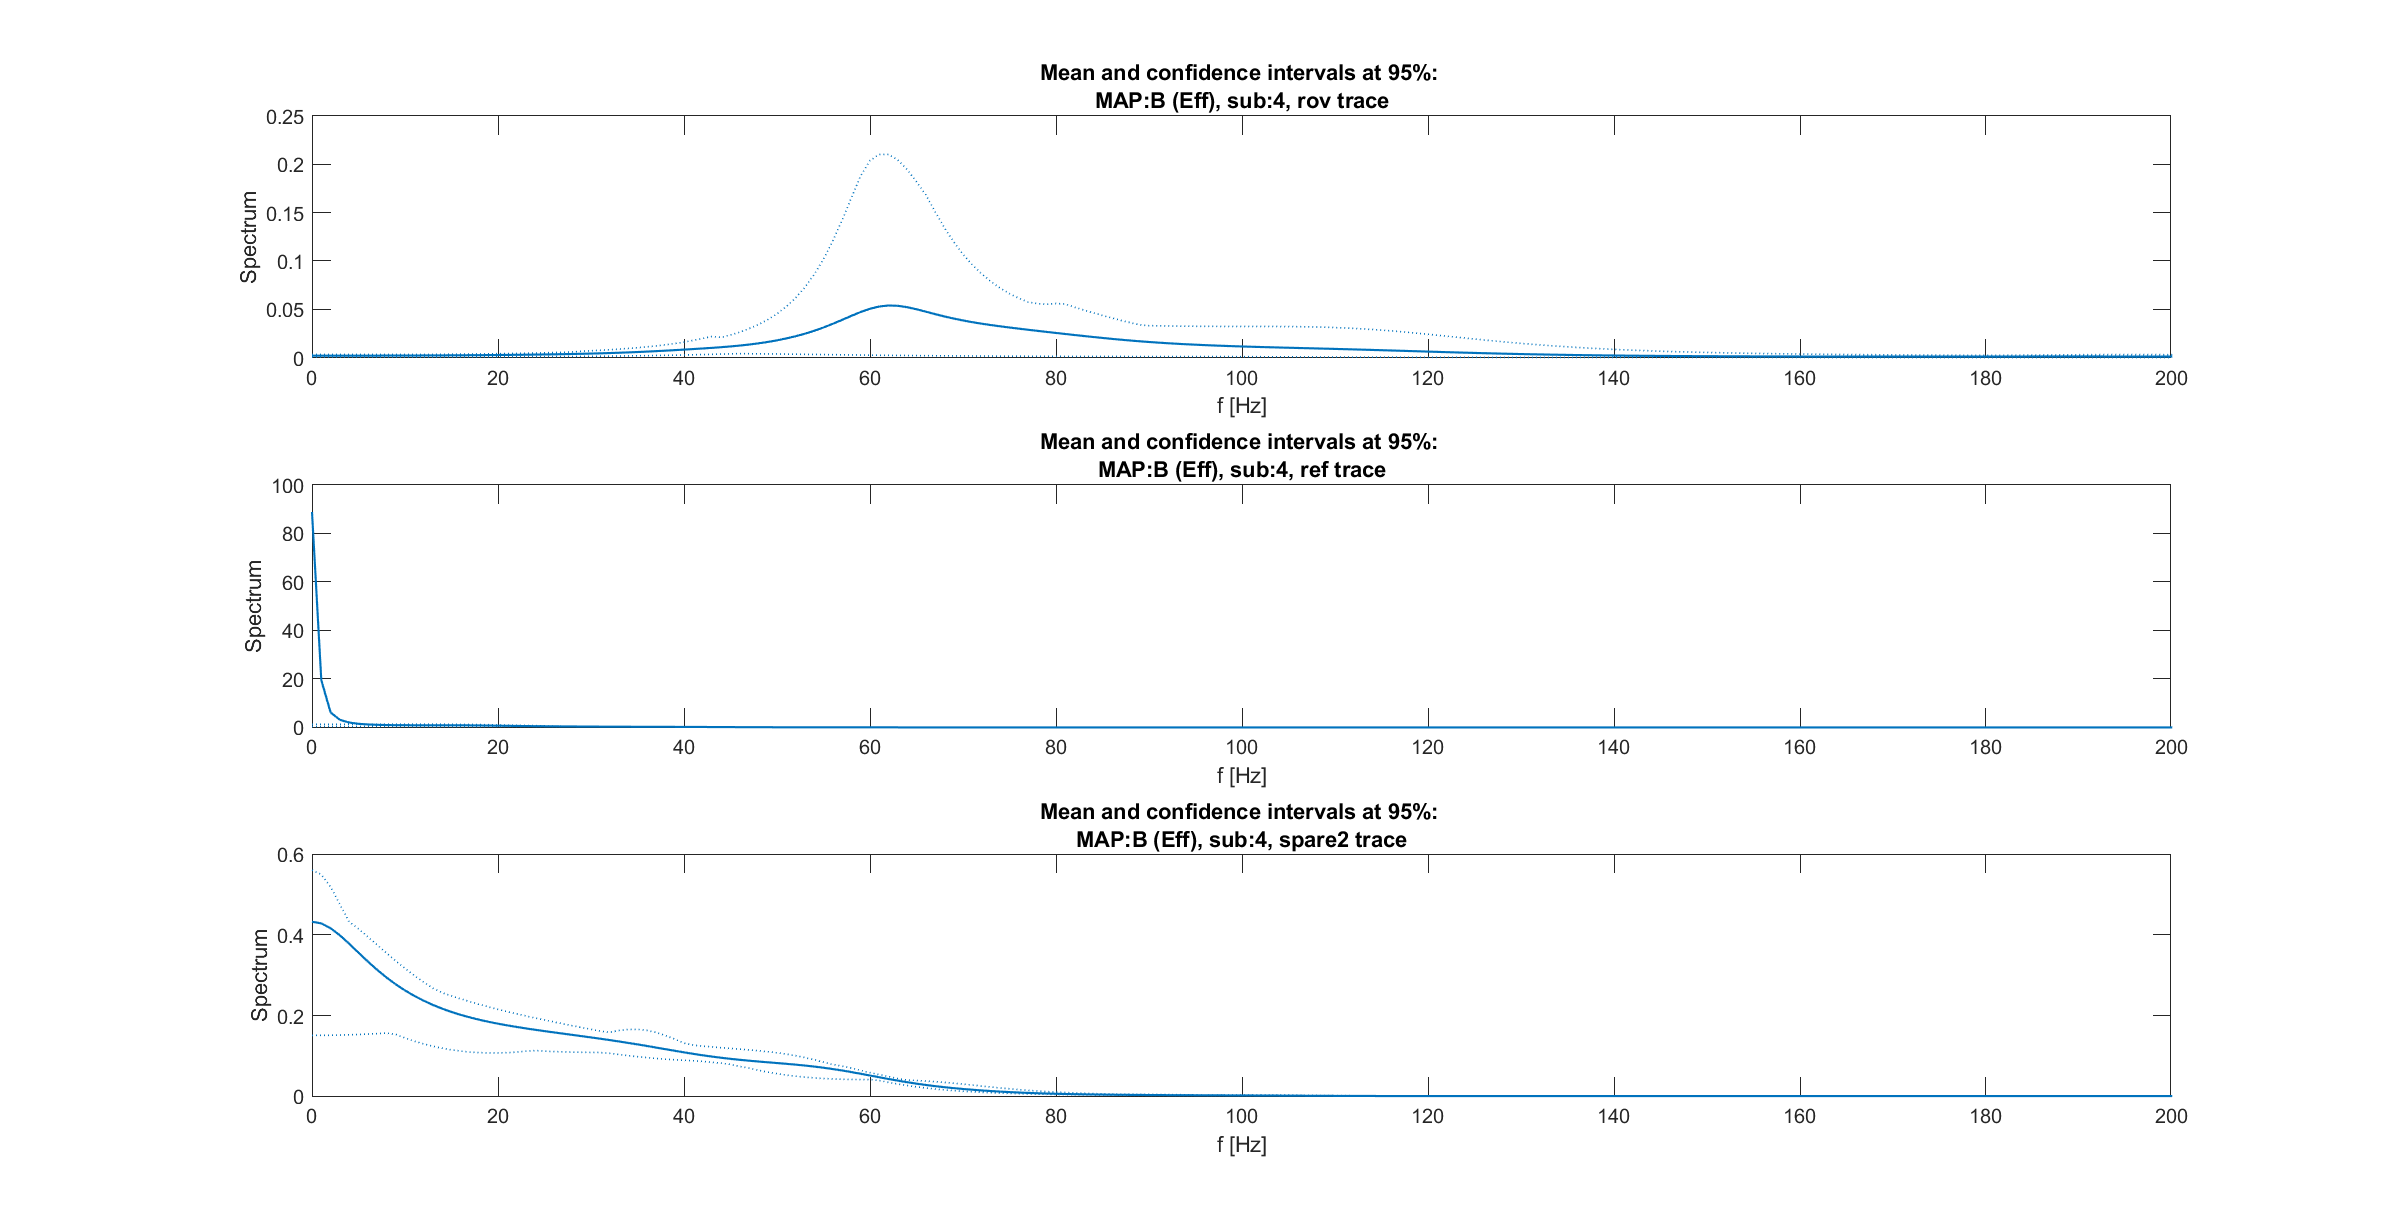 Mean and confidence intervals at 95%:
MAP:B (Eff), sub:4, rov trace
0.25
0.2
0.15
0.1
0.05
0
Spectrum
0 20 40 60 80 100 120 140 160 180 200
f [Hz]
Mean and confidence intervals at 95%:
MAP:B (Eff), sub:4, ref trace
100
80
60
40
20
0
Spectrum
0 20 40 60 80 100 120 140 160 180 200
f [Hz]
Mean and confidence intervals at 95%:
MAP:B (Eff), sub:4, spare2 trace
0.6
0.4
0.2
0
Spectrum
0 20 40 60 80 100 120 140 160 180 200
f [Hz]